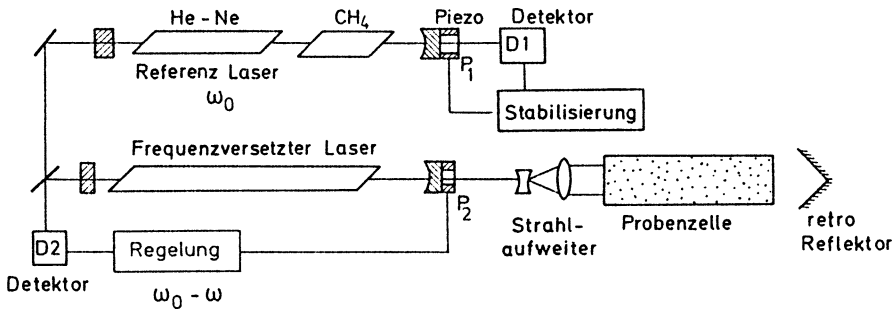 He - Ne
CH₄
Piezo
Detektor
D1
P₁
Referenz Laser
ω₀
Stabilisierung
Frequenzversetzter Laser
P₂
Strahl-
aufweiter
Probenzelle
retro
Reflektor
D2
Regelung
Detektor
ω₀ - ω